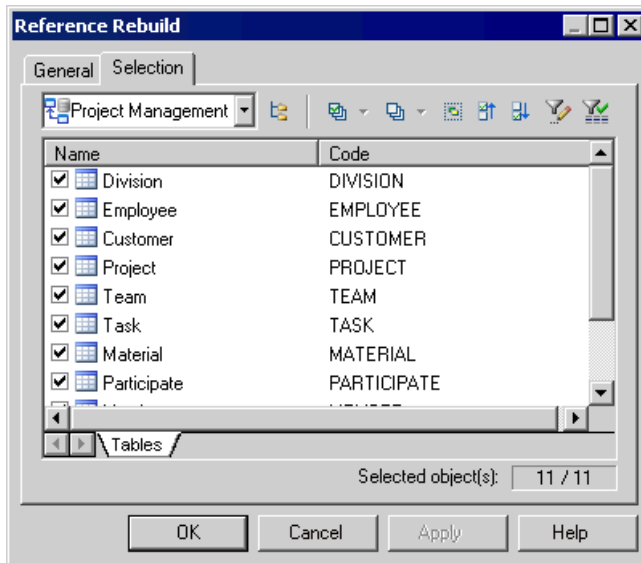 Reference Rebuild
General Selection
Project Management
Name Code
Division DIVISION
Employee EMPLOYEE
Customer CUSTOMER
Project PROJECT
Team TEAM
Task TASK
Material MATERIAL
Participate PARTICIPATE
Tables
Selected object(s): 11 / 11
OK Cancel Apply Help